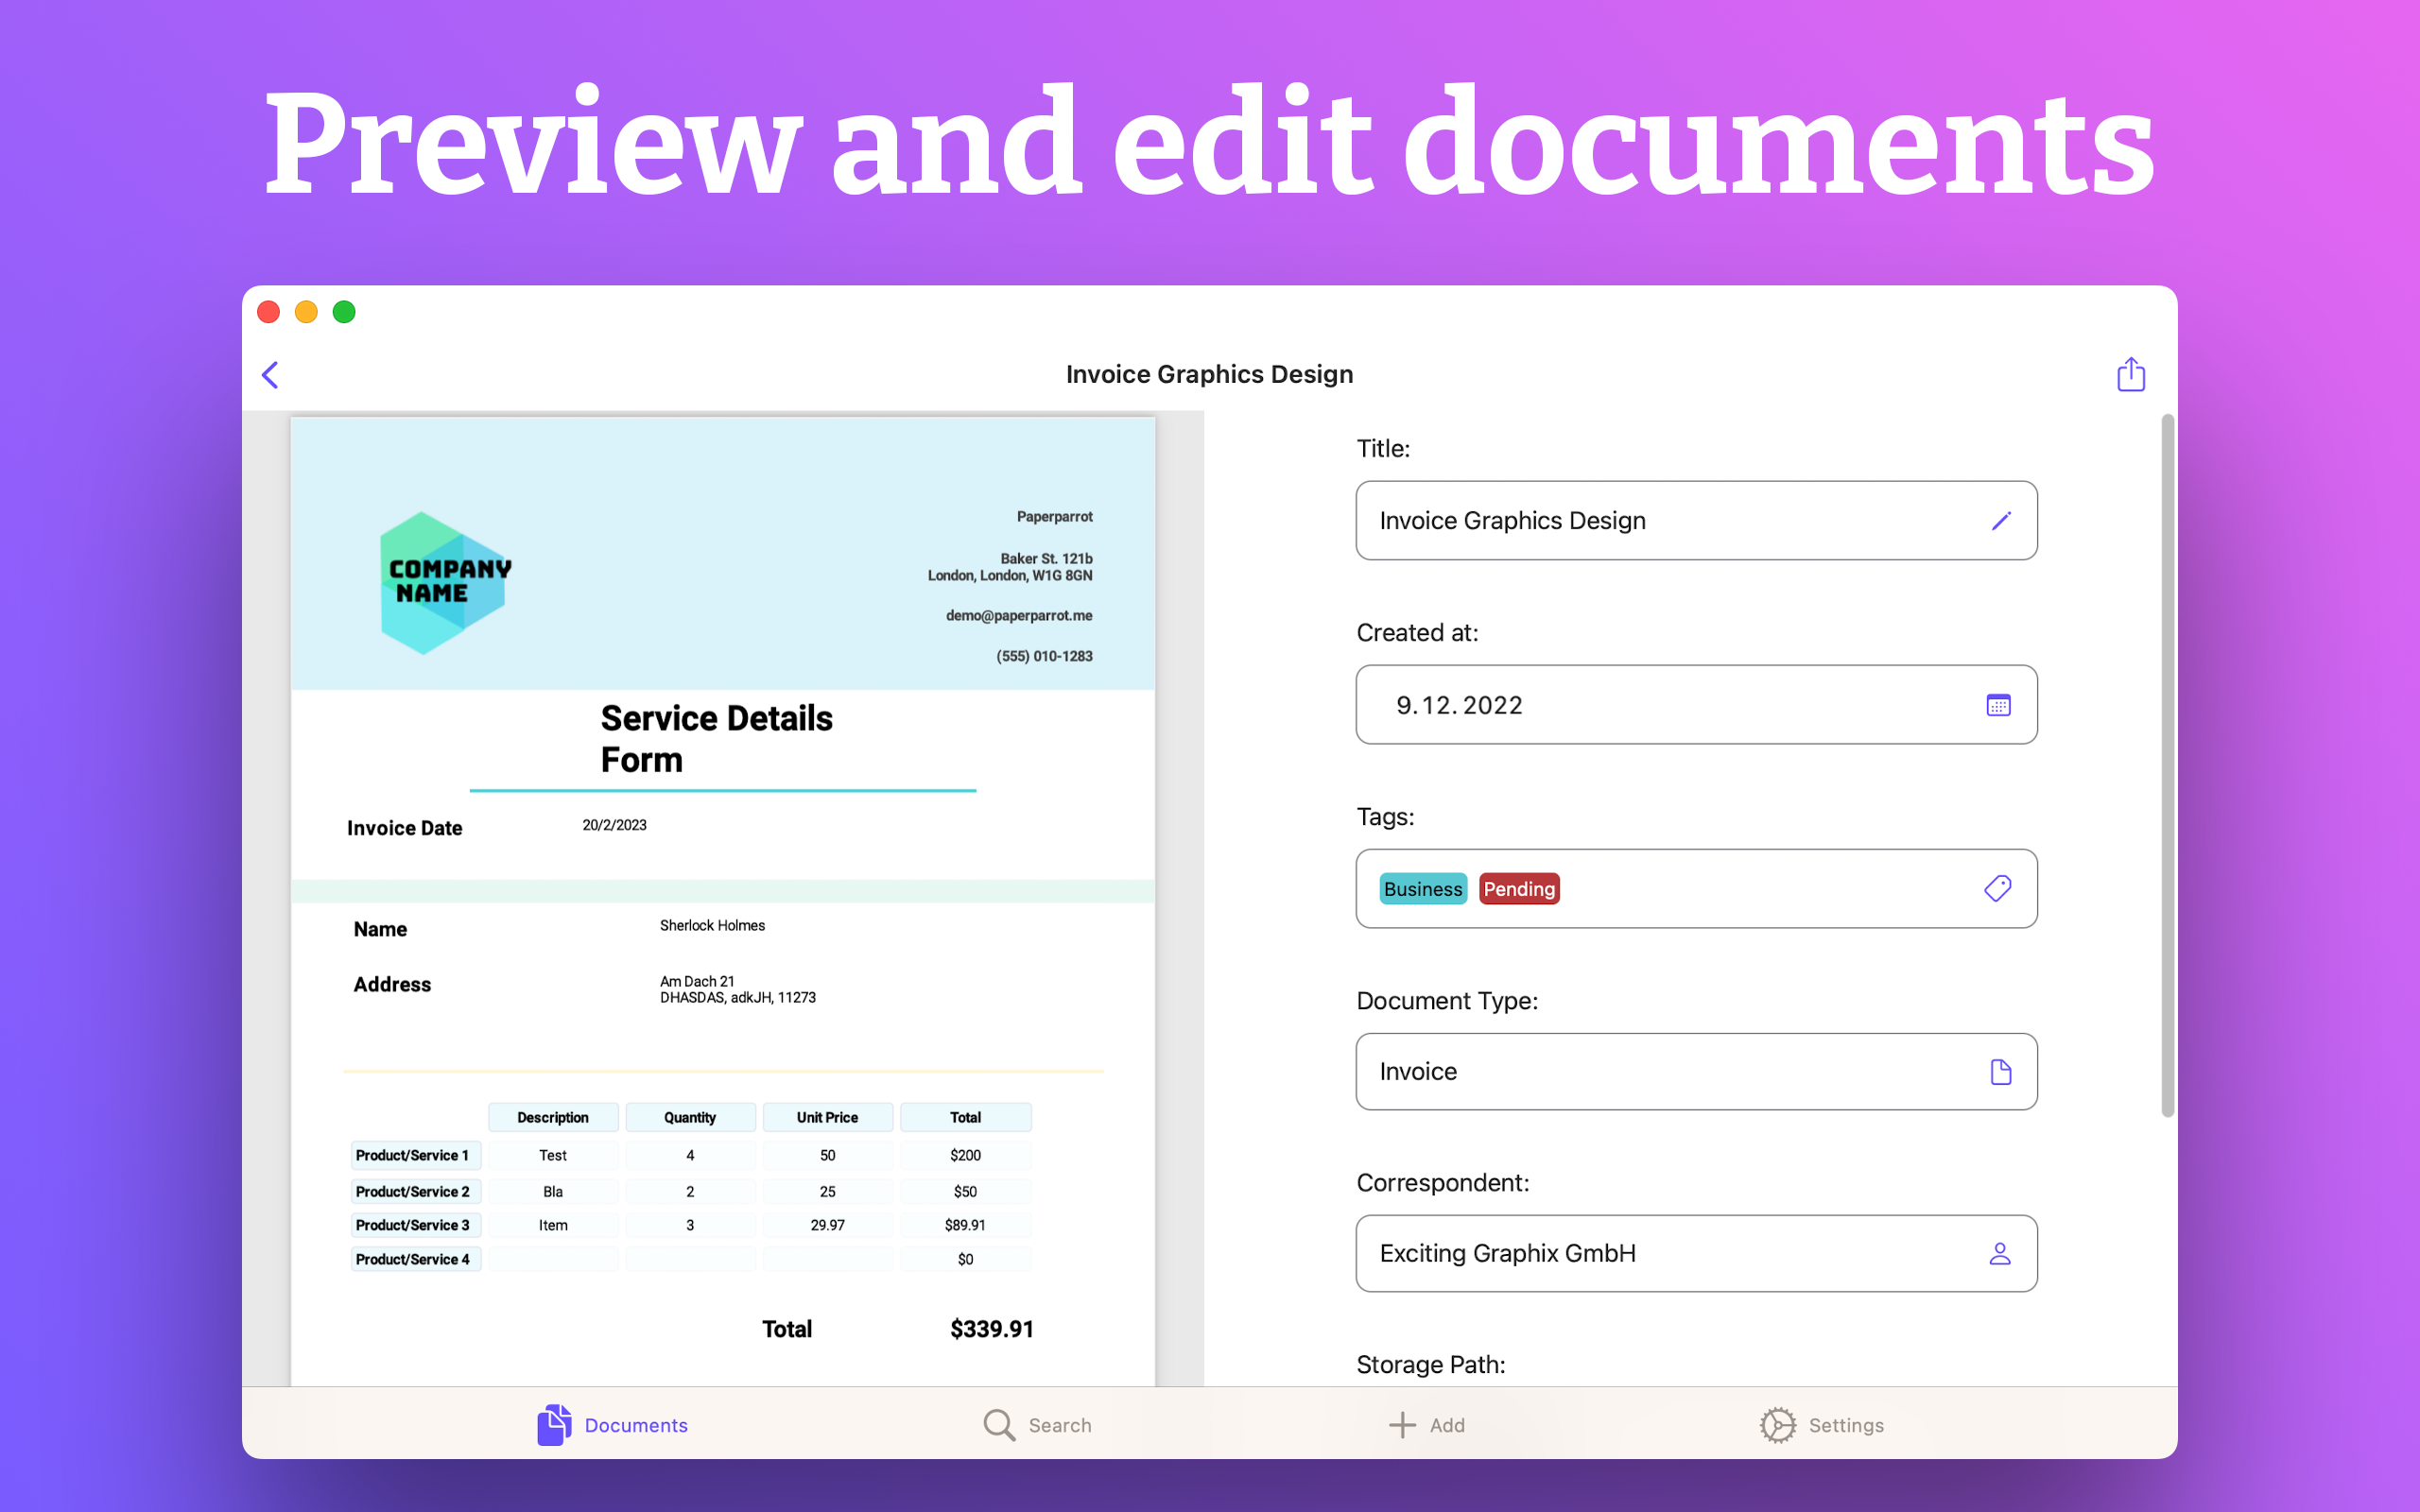 Preview and edit documents
Invoice Graphics Design
COMPANY
NAME
Paperparrot
Baker St. 121b
London, London, W1G 8GN
demo@paperparrot.me
(555) 010-1283
Service Details
Form
Invoice Date 20/2/2023
Name Sherlock Holmes
Address Am Dach 21
DHASDAS, adkJH, 11273
Description Quantity Unit Price Total
Product/Service 1 Test 4 50 $200
Product/Service 2 Bla 2 25 $50
Product/Service 3 Item 3 29.97 $89.91
Product/Service 4 $0
Total $339.91
Title:
Invoice Graphics Design
Created at:
9.12.2022
Tags:
Business Pending
Document Type:
Invoice
Correspondent:
Exciting Graphix GmbH
Storage Path:
Documents Search Add Settings